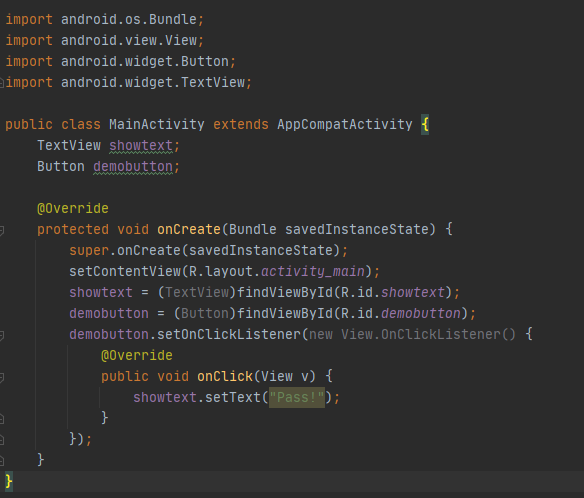 import android.os.Bundle;
import android.view.View;
import android.widget.Button;
import android.widget.TextView;

public class MainActivity extends AppCompatActivity {
    TextView showtext;
    Button demobutton;

    @Override
    protected void onCreate(Bundle savedInstanceState) {
        super.onCreate(savedInstanceState);
        setContentView(R.layout.activity_main);
        showtext = (TextView)findViewById(R.id.showtext);
        demobutton = (Button)findViewById(R.id.demobutton);
        demobutton.setOnClickListener(new View.OnClickListener() {
            @Override
            public void onClick(View v) {
                showtext.setText("Pass!");
            }
        });
    }
}